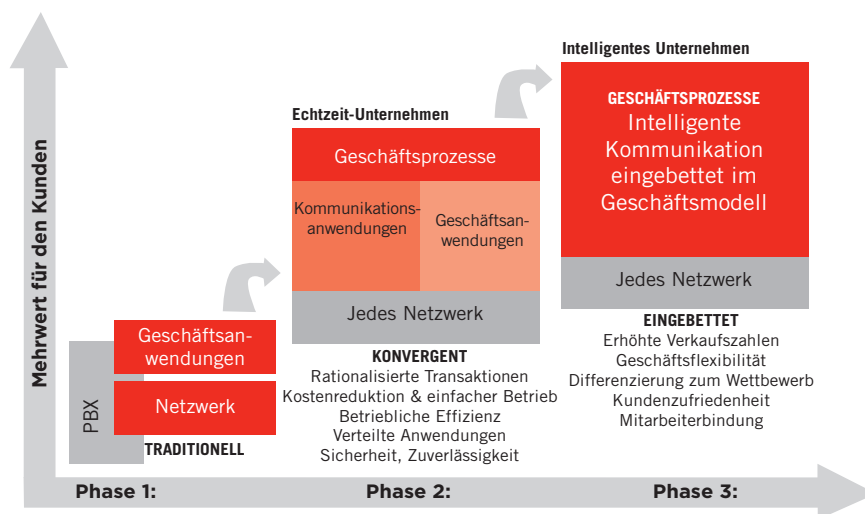 Mehrwert für den Kunden
PBX
Geschäftsan-
wendungen
Netzwerk
TRADITIONELL
Phase 1:
Echtzeit-Unternehmen
Geschäftsprozesse
Kommunikations-
anwendungen
Geschäftsan-
wendungen
Jedes Netzwerk
KONVERGENT
Rationalisierte Transaktionen
Kostenreduktion & einfacher Betrieb
Betriebliche Effizienz
Verteilte Anwendungen
Sicherheit, Zuverlässigkeit
Phase 2:
Intelligentes Unternehmen
GESCHÄFTSPROZESSE
Intelligente
Kommunikation
eingebettet im
Geschäftsmodell
Jedes Netzwerk
EINGEBETTET
Erhöhte Verkaufszahlen
Geschäftsflexibilität
Differenzierung zum Wettbewerb
Kundenzufriedenheit
Mitarbeiterbindung
Phase 3: